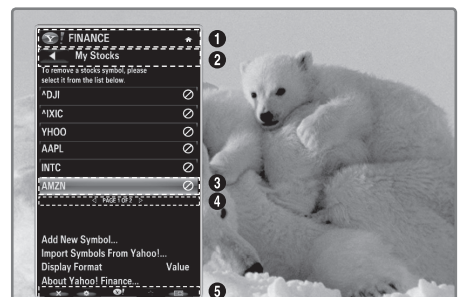 Y! FINANCE
1
My Stocks
2
To remove a stocks symbol, please
select it from the list below.
^DJI
^IXIC
YHOO
AAPL
INTC
AMZN
3
< PAGE 1 OF 2 >
4
Add New Symbol...
Import Symbols From Yahoo!...
Display Format Value
About Yahoo! Finance...
Y!
5